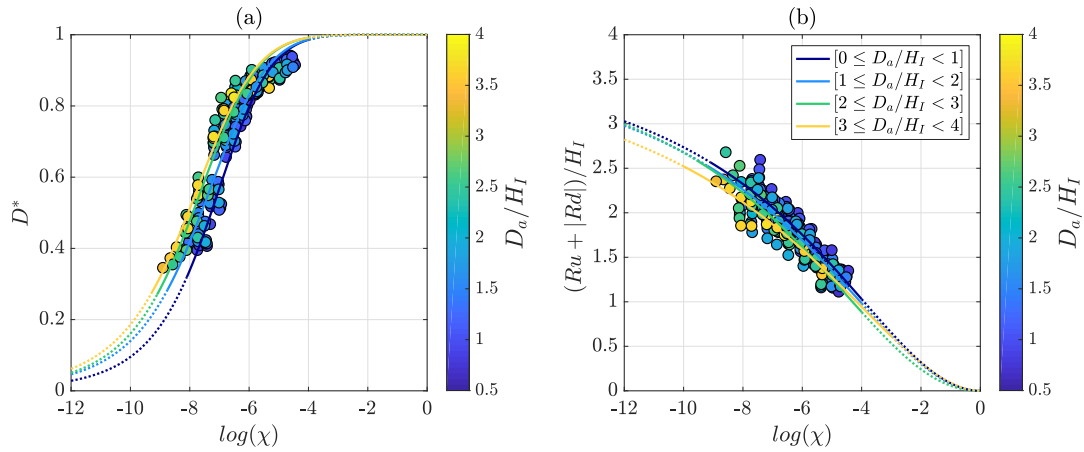 (a)
1
0.8
0.6
0.4
0.2
0
D*
-12 -10 -8 -6 -4 -2 0
log(χ)
4
3.5
3
2.5
2
1.5
1
0.5
D_a/H_I
(b)
4
3.5
3
2.5
2
1.5
1
0.5
0
(Ru + |Rd|)/H_I
-12 -10 -8 -6 -4 -2 0
log(χ)
[0 ≤ D_a/H_I < 1]
[1 ≤ D_a/H_I < 2]
[2 ≤ D_a/H_I < 3]
[3 ≤ D_a/H_I < 4]
4
3.5
3
2.5
2
1.5
1
0.5
D_a/H_I